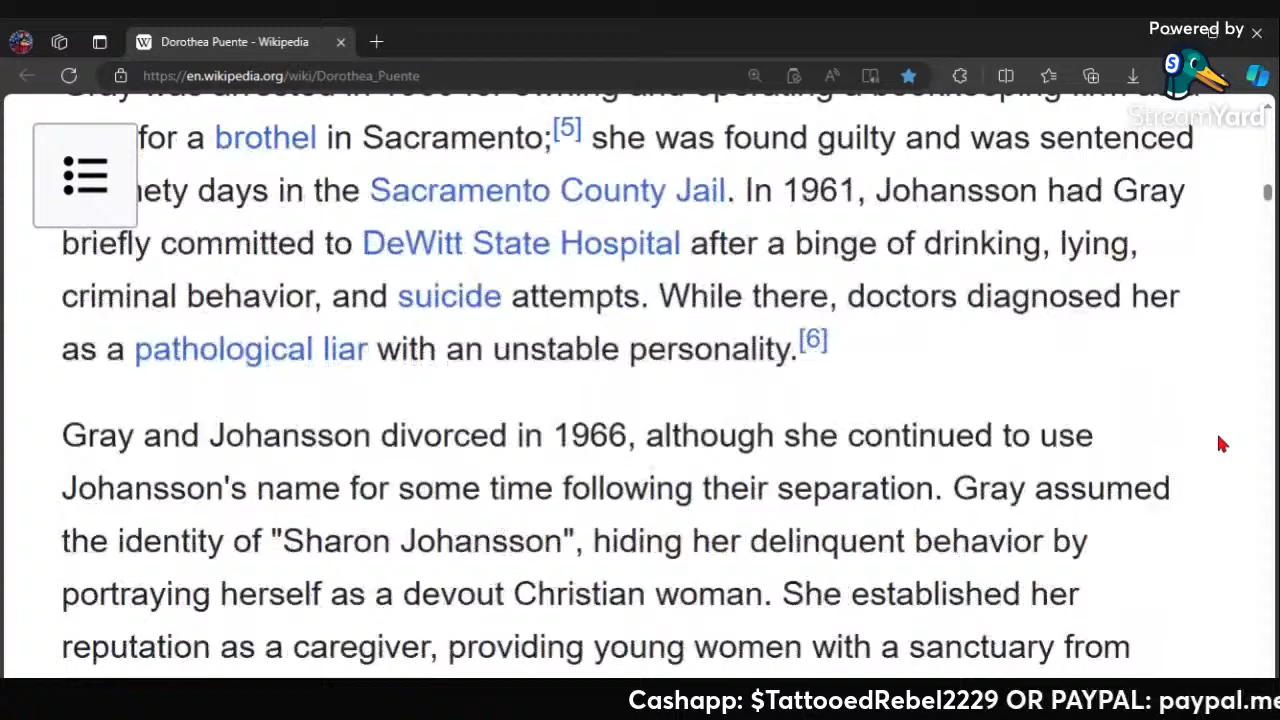 Powered by
Dorothea Puente - Wikipedia
https://en.wikipedia.org/wiki/Dorothea_Puente
StreamYard
for a brothel in Sacramento;[5] she was found guilty and was sentenced
days in the Sacramento County Jail. In 1961, Johansson had Gray
briefly committed to DeWitt State Hospital after a binge of drinking, lying,
criminal behavior, and suicide attempts. While there, doctors diagnosed her
as a pathological liar with an unstable personality.[6]
Gray and Johansson divorced in 1966, although she continued to use
Johansson's name for some time following their separation. Gray assumed
the identity of "Sharon Johansson", hiding her delinquent behavior by
portraying herself as a devout Christian woman. She established her
reputation as a caregiver, providing young women with a sanctuary from
Cashapp: $TattooedRebel2229 OR PAYPAL: paypal.me